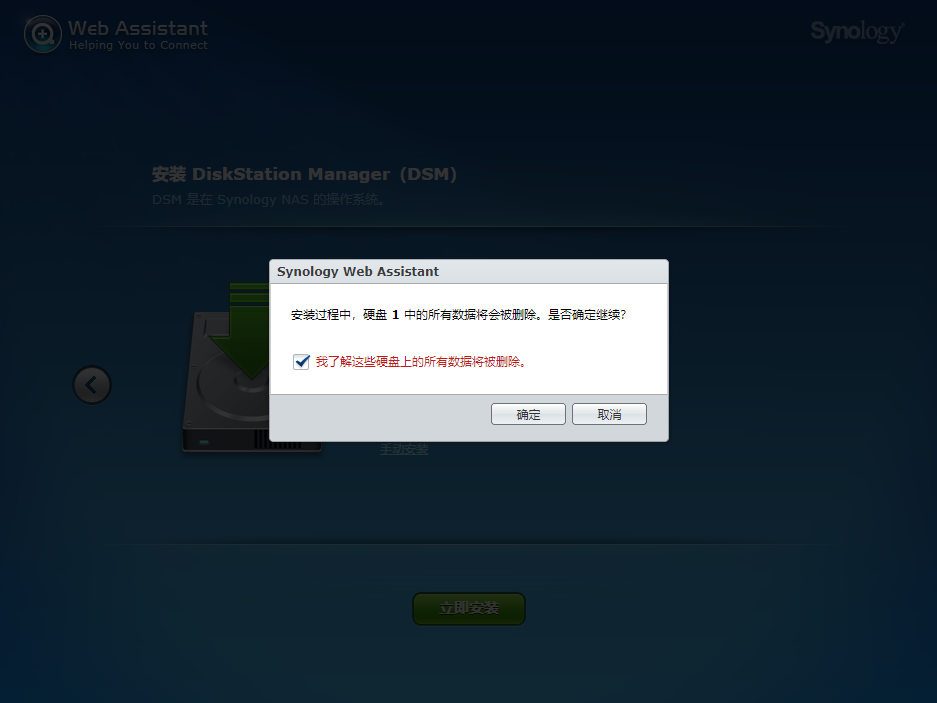 Web Assistant
Helping You to Connect
Synology
安装 DiskStation Manager (DSM)
DSM 是在 Synology NAS 的操作系统。
Synology Web Assistant
安装过程中，硬盘 1 中的所有数据将会被删除。是否确定继续？
我了解这些硬盘上的所有数据将被删除。
确定
取消
手动安装
立即安装